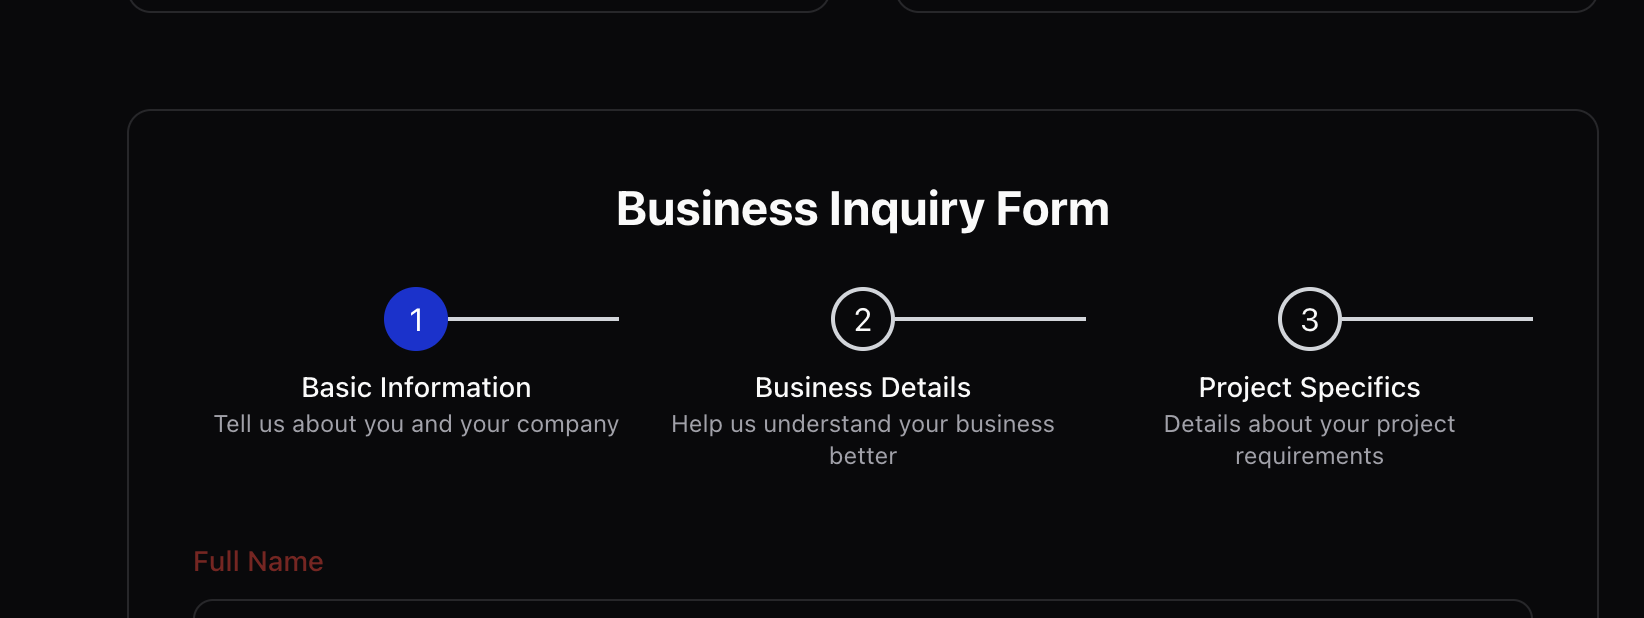 Business Inquiry Form
1
2
3
Basic Information
Business Details
Project Specifics
Tell us about you and your company
Help us understand your business
better
Details about your project
requirements
Full Name